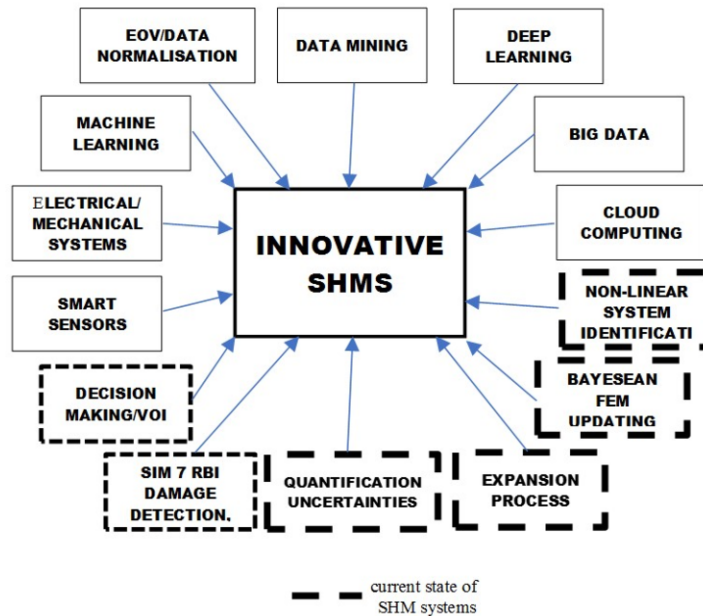 EOV/DATA
NORMALISATION
DATA MINING
DEEP
LEARNING
MACHINE
LEARNING
BIG DATA
ELECTRICAL/
MECHANICAL
SYSTEMS
INNOVATIVE
SHMS
CLOUD
COMPUTING
SMART
SENSORS
NON-LINEAR
SYSTEM
IDENTIFICATI
DECISION
MAKING/VOI
BAYESEAN
FEM
UPDATING
SIM 7 RBI
DAMAGE
DETECTION.
QUANTIFICATION
UNCERTAINTIES
EXPANSION
PROCESS
current state of
SHM systems